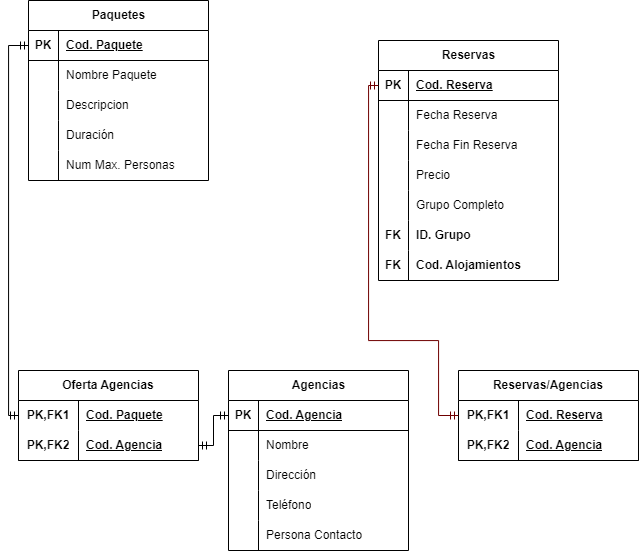 Paquetes
PK Cod. Paquete
Nombre Paquete
Descripcion
Duración
Num Max. Personas
Reservas
PK Cod. Reserva
Fecha Reserva
Fecha Fin Reserva
Precio
Grupo Completo
FK ID. Grupo
FK Cod. Alojamientos
Oferta Agencias
PK,FK1 Cod. Paquete
PK,FK2 Cod. Agencia
Agencias
PK Cod. Agencia
Nombre
Dirección
Teléfono
Persona Contacto
Reservas/Agencias
PK,FK1 Cod. Reserva
PK,FK2 Cod. Agencia